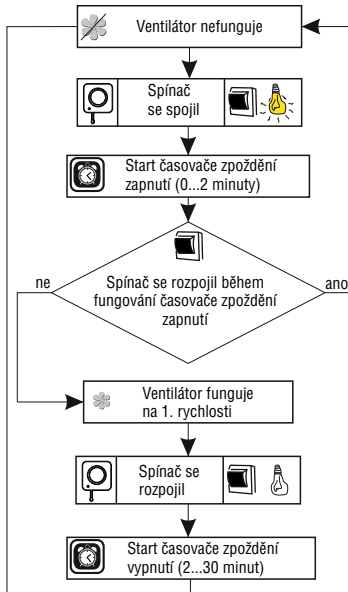 Ventilátor nefunguje
Spínač
se spojil
Start časovače zpoždění
zapnutí (0...2 minuty)
ne
Spínač se rozpojil během
fungování časovače zpoždění
zapnutí
ano
Ventilátor funguje
na 1. rychlosti
Spínač se
rozpojil
Start časovače zpoždění
vypnutí (2...30 minut)